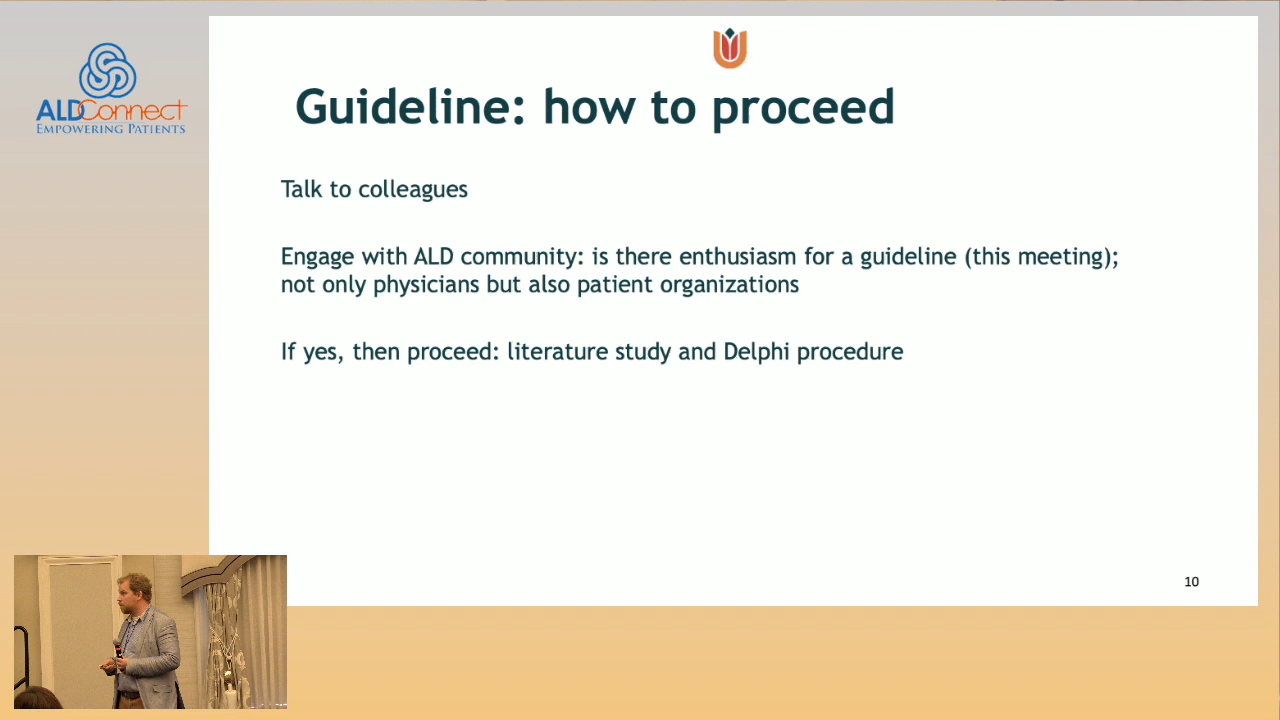 ALDConnect
EMPOWERING PATIENTS
Guideline: how to proceed
Talk to colleagues
Engage with ALD community: is there enthusiasm for a guideline (this meeting);
not only physicians but also patient organizations
If yes, then proceed: literature study and Delphi procedure
10